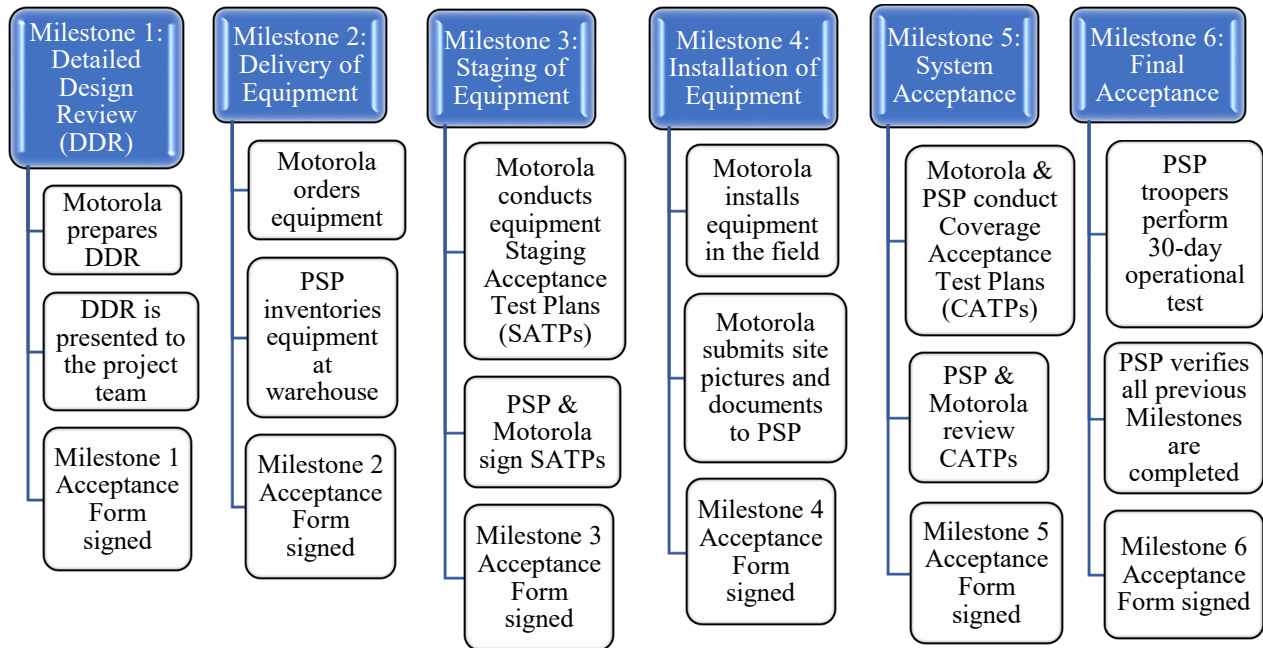 Milestone 1:
Detailed
Design
Review
(DDR)
Motorola
prepares
DDR
DDR is
presented to
the project
team
Milestone 1
Acceptance
Form
signed
Milestone 2:
Delivery of
Equipment
Motorola
orders
equipment
PSP
inventories
equipment
at
warehouse
Milestone 2
Acceptance
Form
signed
Milestone 3:
Staging of
Equipment
Motorola
conducts
equipment
Staging
Acceptance
Test Plans
(SATPs)
PSP &
Motorola
sign SATPs
Milestone 3
Acceptance
Form
signed
Milestone 4:
Installation of
Equipment
Motorola
installs
equipment
in the field
Motorola
submits site
pictures and
documents
to PSP
Milestone 4
Acceptance
Form
signed
Milestone 5:
System
Acceptance
Motorola &
PSP conduct
Coverage
Acceptance
Test Plans
(CATPs)
PSP &
Motorola
review
CATPs
Milestone 5
Acceptance
Form
signed
Milestone 6:
Final
Acceptance
PSP
troopers
perform
30-day
operational
test
PSP verifies
all previous
Milestones
are
completed
Milestone 6
Acceptance
Form signed